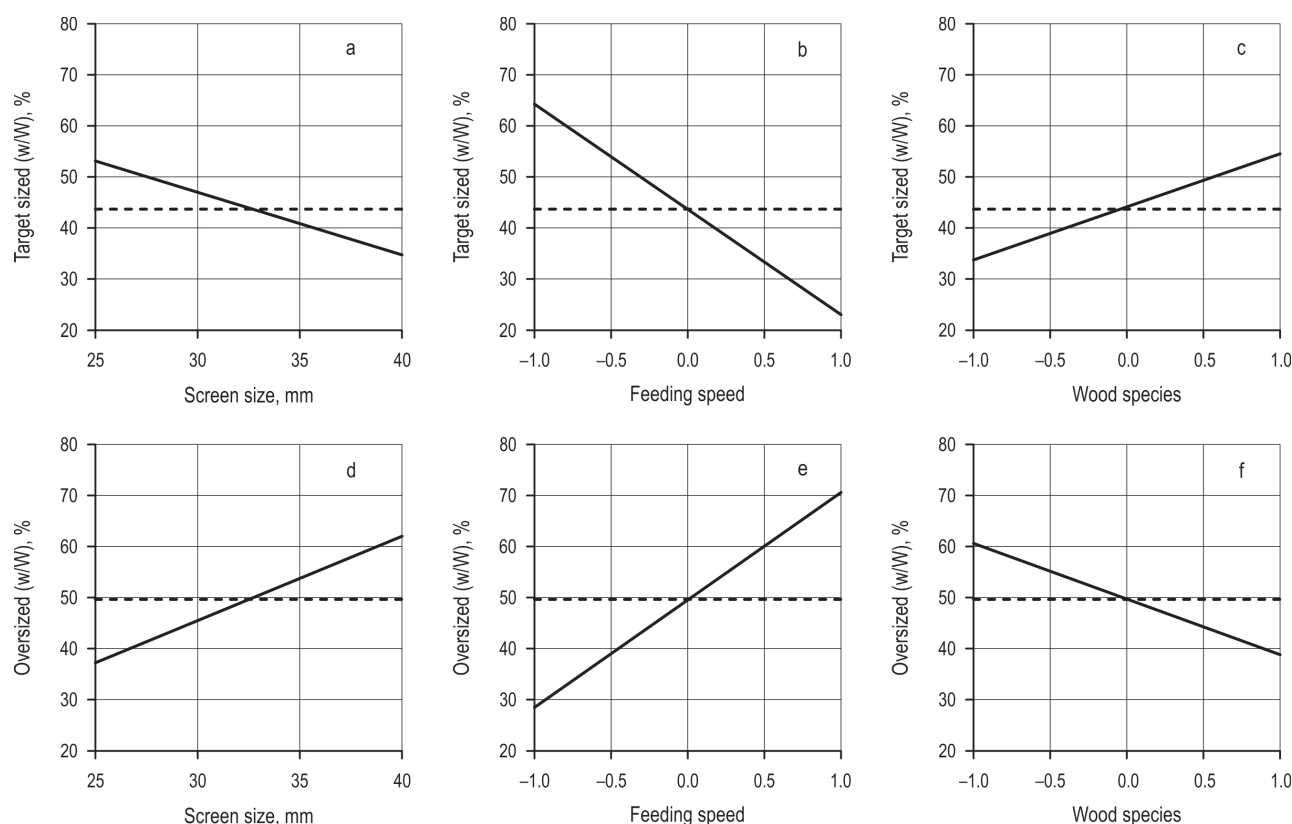 80 a
70
60
50
40
30
20
25 30 35 40
Target sized (w/W), %
Screen size, mm
80 b
70
60
50
40
30
20
–1.0 –0.5 0.0 0.5 1.0
Target sized (w/W), %
Feeding speed
80 c
70
60
50
40
30
20
–1.0 –0.5 0.0 0.5 1.0
Target sized (w/W), %
Wood species
80 d
70
60
50
40
30
20
25 30 35 40
Oversized (w/W), %
Screen size, mm
80 e
70
60
50
40
30
20
–1.0 –0.5 0.0 0.5 1.0
Oversized (w/W), %
Feeding speed
80 f
70
60
50
40
30
20
–1.0 –0.5 0.0 0.5 1.0
Oversized (w/W), %
Wood species